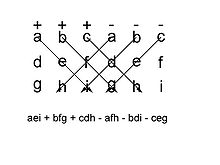 + + + - - -
a b c a b c
d e f d e f
g h i g h i
aei + bfg + cdh - afh - bdi - ceg